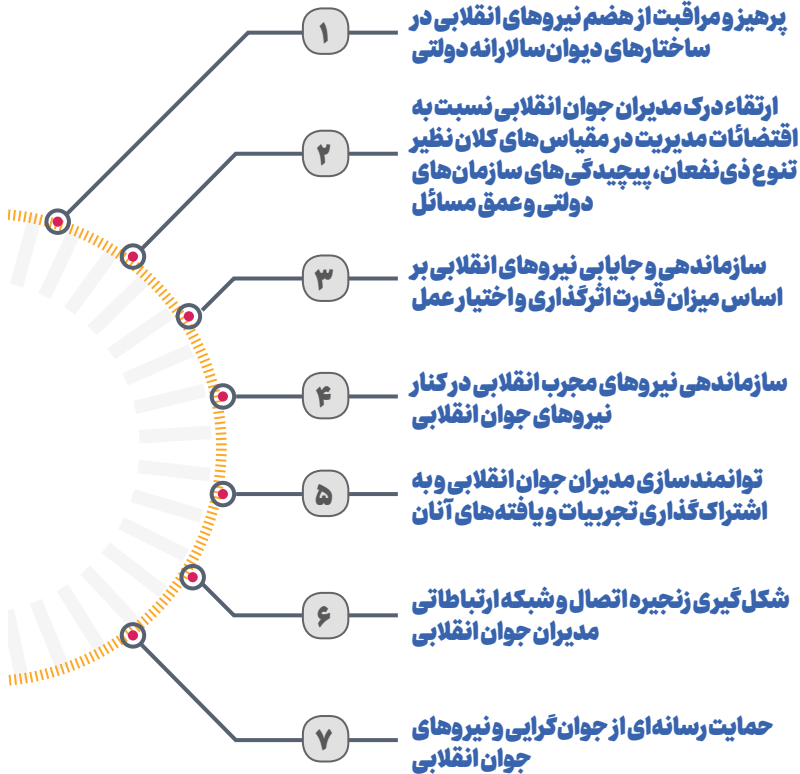 ۱
پرهیز و مراقبت از هضم نیروهای انقلابی در
ساختارهای دیوان‌سالارانه دولتی
۲
ارتقاء درک مدیران جوان انقلابی نسبت به
اقتضائات مدیریت در مقیاس‌های کلان نظیر
تنوع ذی‌نفعان، پیچیدگی‌های سازمان‌های
دولتی و عمق مسائل
۳
سازماندهی و جایابی نیروهای انقلابی بر
اساس میزان قدرت اثرگذاری و اختیار عمل
۴
سازماندهی نیروهای مجرب انقلابی در کنار
نیروهای جوان انقلابی
۵
توانمندسازی مدیران جوان انقلابی و به
اشتراک‌گذاری تجربیات و یافته‌های آنان
۶
شکل‌گیری زنجیره اتصال و شبکه ارتباطاتی
مدیران جوان انقلابی
۷
حمایت رسانه‌ای از جوان‌گرایی و نیروهای
جوان انقلابی